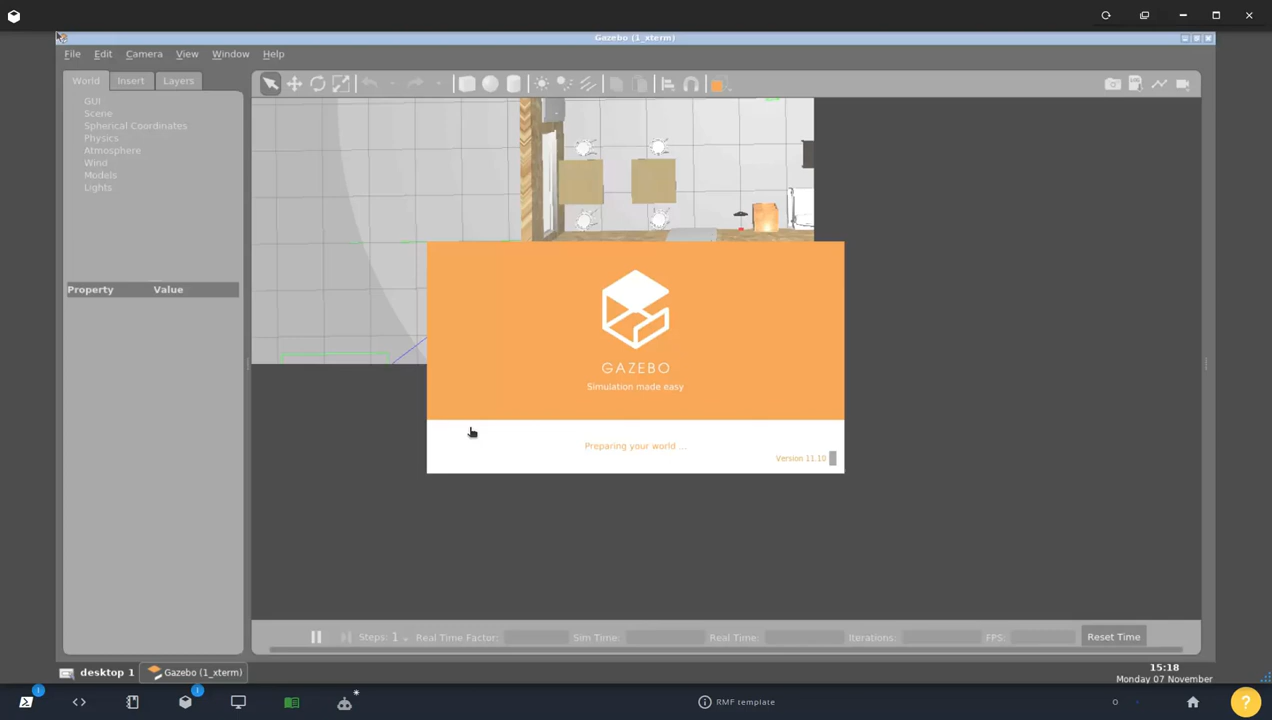 Gazebo (1_xterm)
File Edit Camera View Window Help
World Insert Layers
GUI
Scene
Spherical Coordinates
Physics
Atmosphere
Wind
Models
Lights
Property Value
GAZEBO
Simulation made easy
Preparing your world ...
Version 11.10
Steps: 1 Real Time Factor: Sim Time: Real Time: Iterations: FPS: Reset Time
desktop 1 Gazebo (1_xterm)
15:18
Monday 07 November
1
1
RMF template
?